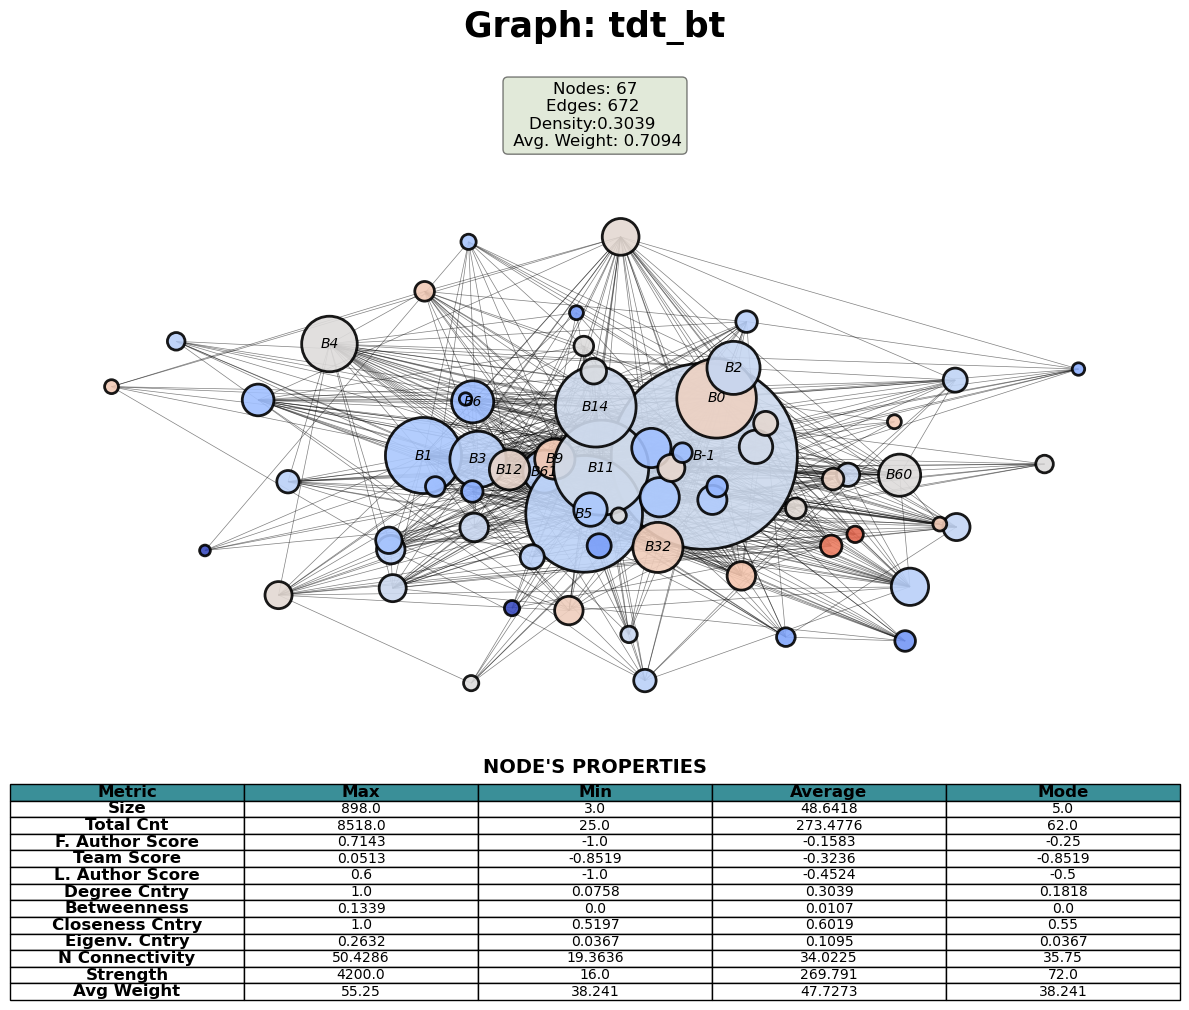 Graph: tdt_bt
Nodes: 67
Edges: 672
Density:0.3039
Avg. Weight: 0.7094
B4
B2
B6
B0
B14
B1
B3
B9
B-1
B12
B61
B11
B60
B5
B32
NODE'S PROPERTIES
Metric Max Min Average Mode
Size 898.0 3.0 48.6418 5.0
Total Cnt 8518.0 25.0 273.4776 62.0
F. Author Score 0.7143 -1.0 -0.1583 -0.25
Team Score 0.0513 -0.8519 -0.3236 -0.8519
L. Author Score 0.6 -1.0 -0.4524 -0.5
Degree Cntry 1.0 0.0758 0.3039 0.1818
Betweenness 0.1339 0.0 0.0107 0.0
Closeness Cntry 1.0 0.5197 0.6019 0.55
Eigenv. Cntry 0.2632 0.0367 0.1095 0.0367
N Connectivity 50.4286 19.3636 34.0225 35.75
Strength 4200.0 16.0 269.791 72.0
Avg Weight 55.25 38.241 47.7273 38.241